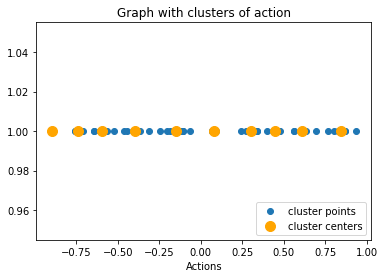 Graph with clusters of action
1.04
1.02
1.00
0.98
0.96
cluster points
cluster centers
−0.75 −0.50 −0.25 0.00 0.25 0.50 0.75 1.00
Actions